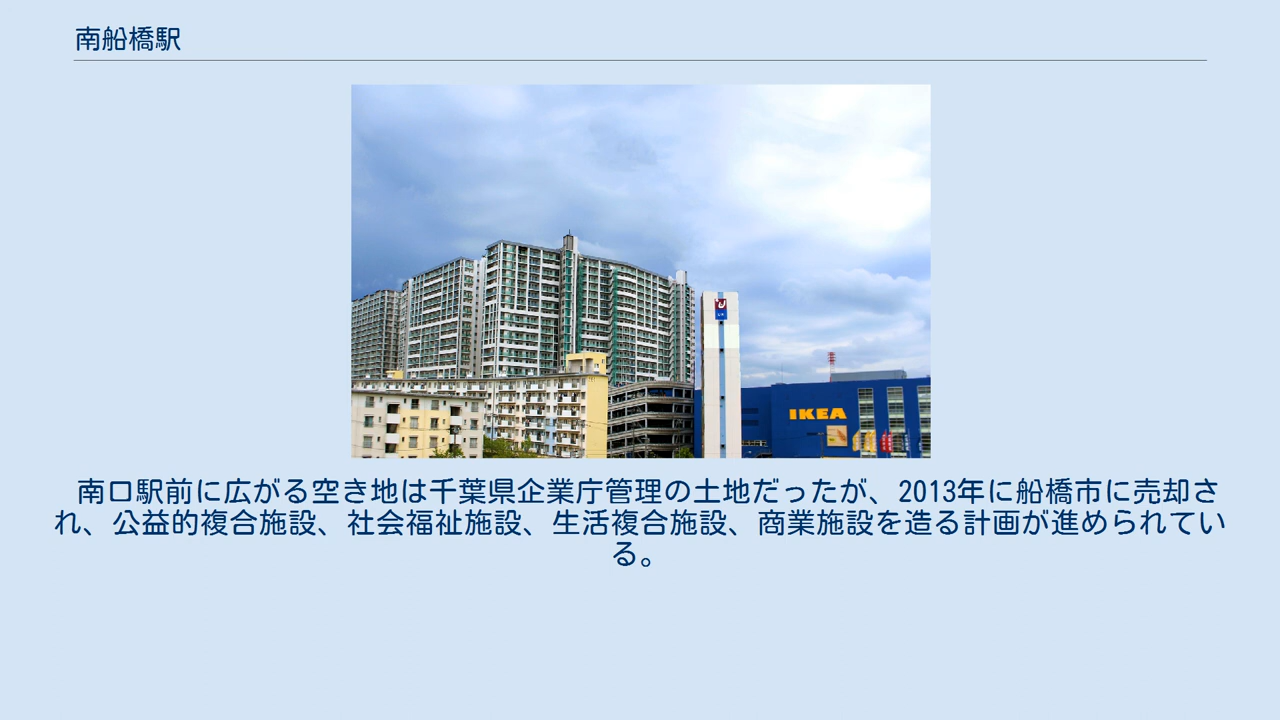 南船橋駅
IKEA
南口駅前に広がる空き地は千葉県企業庁管理の土地だったが、2013年に船橋市に売却さ
れ、公益的複合施設、社会福祉施設、生活複合施設、商業施設を造る計画が進められてい
る。